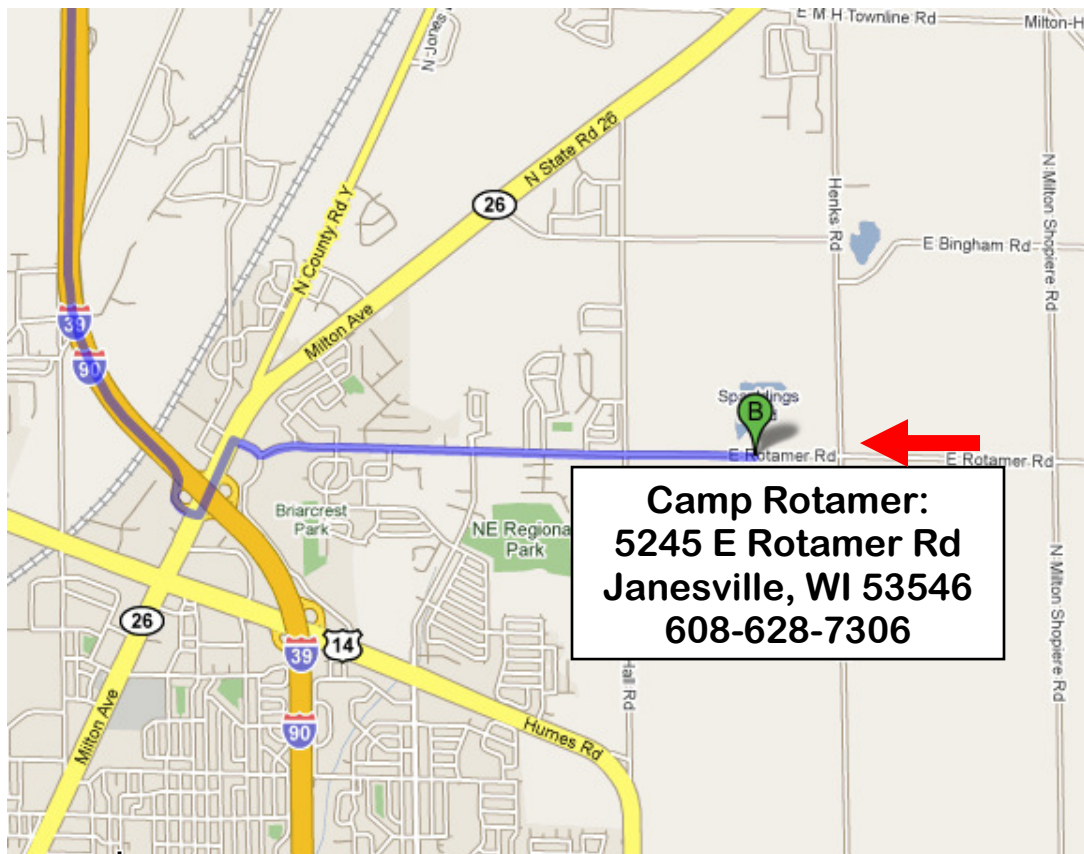 E M H Townline Rd
Milton-H
N Jones
N State Rd 26
26
N County Rd Y
Henks Rd
N Milton Shopiere Rd
E Bingham Rd
Milton Ave
39
90
B
E Rotamer Rd
E Rotamer Rd
Briarcrest
Park
NE Regiona
Park
Camp Rotamer:
5245 E Rotamer Rd
Janesville, WI 53546
608-628-7306
N Milton Shopiere Rd
26
14
39
90
Hall Rd
Humes Rd
Milton Ave